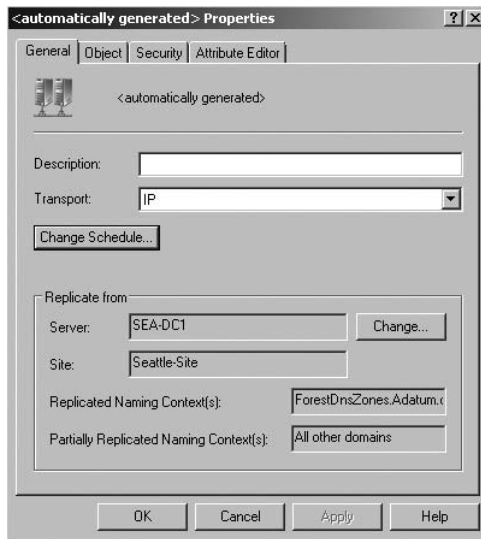 <automatically generated> Properties
General Object Security Attribute Editor
<automatically generated>
Description:
Transport: IP
Change Schedule...
Replicate from
Server: SEA-DC1 Change...
Site: Seattle-Site
Replicated Naming Context(s): ForestDnsZones.Adatum.
Partially Replicated Naming Context(s): All other domains
OK Cancel Apply Help